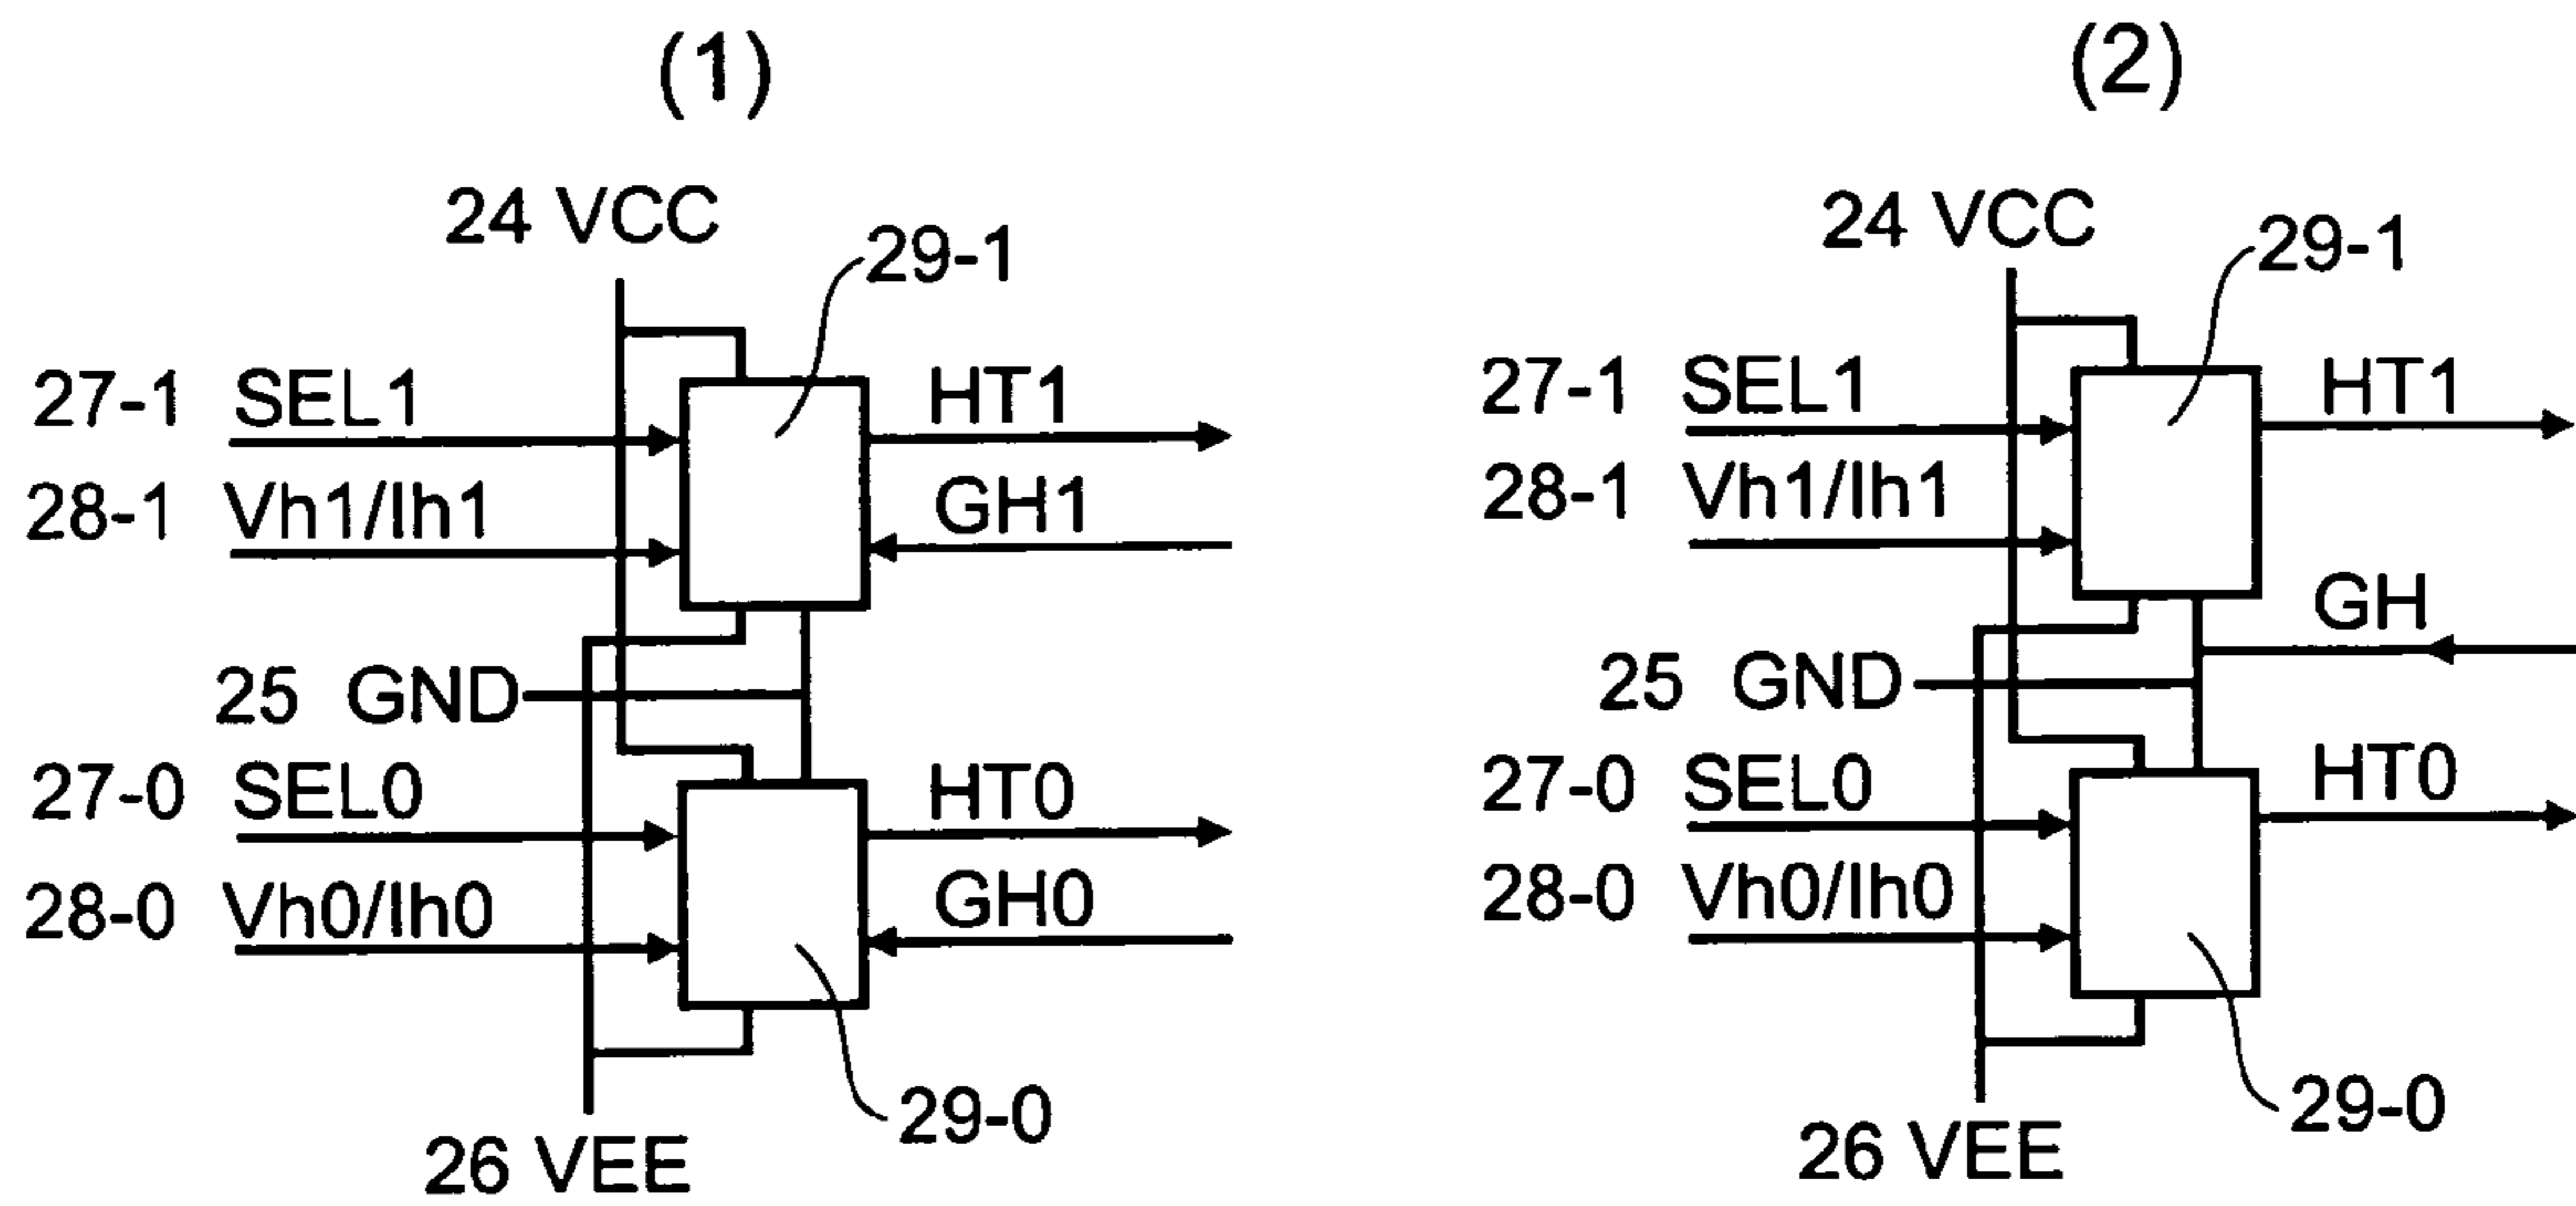 (1)
24 VCC
29-1
27-1 SEL1
HT1
28-1 Vh1/Ih1
GH1
25 GND
27-0 SEL0
HT0
28-0 Vh0/Ih0
GH0
29-0
26 VEE
(2)
24 VCC
29-1
27-1 SEL1
HT1
28-1 Vh1/Ih1
GH
25 GND
27-0 SEL0
HT0
28-0 Vh0/Ih0
29-0
26 VEE